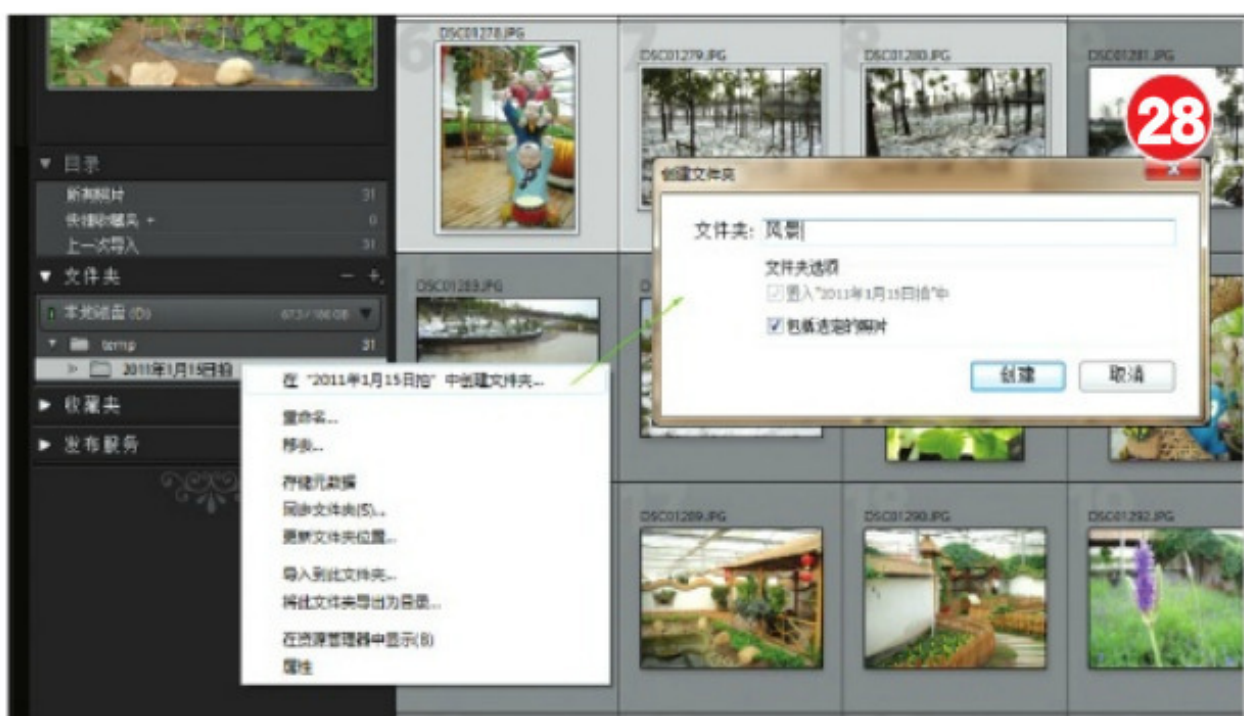 DSC01278.JPG
DSC01279.JPG
DSC01280.JPG
DSC01281.JPG
28
目录
所有照片 31
快捷收藏夹 + 0
上一次导入 31
文件夹 - +
本地磁盘 (D)
temp 31
2011年1月15日拍
收藏夹
发布服务
在 "2011年1月15日拍" 中创建文件夹...
重命名...
移去...
存储元数据
同步文件夹(S)...
更新文件夹位置...
导入到此文件夹...
将此文件夹导出为目录...
在资源管理器中显示(B)
属性
创建文件夹
文件夹: 风景
文件夹选项
置入"2011年1月15日拍"中
包括选定的照片
创建 取消
DSC01283.JPG
DSC01289.JPG
DSC01290.JPG
DSC01292.JPG
17
18
19